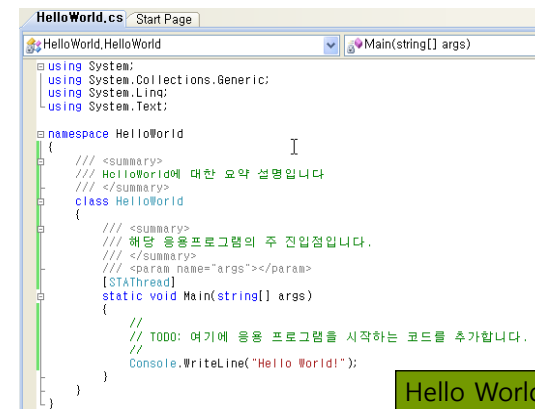 HelloWorld.cs Start Page
HelloWorld.HelloWorld Main(string[] args)
using System;
using System.Collections.Generic;
using System.Linq;
using System.Text;
namespace HelloWorld
{
/// <summary>
/// HelloWorld에 대한 요약 설명입니다
/// </summary>
class HelloWorld
{
/// <summary>
/// 해당 응용프로그램의 주 진입점입니다.
/// </summary>
/// <param name="args"></param>
[STAThread]
static void Main(string[] args)
{
//
// TODO: 여기에 응용 프로그램을 시작하는 코드를 추가합니다.
//
Console.WriteLine("Hello World!");
}
}
}
Hello World